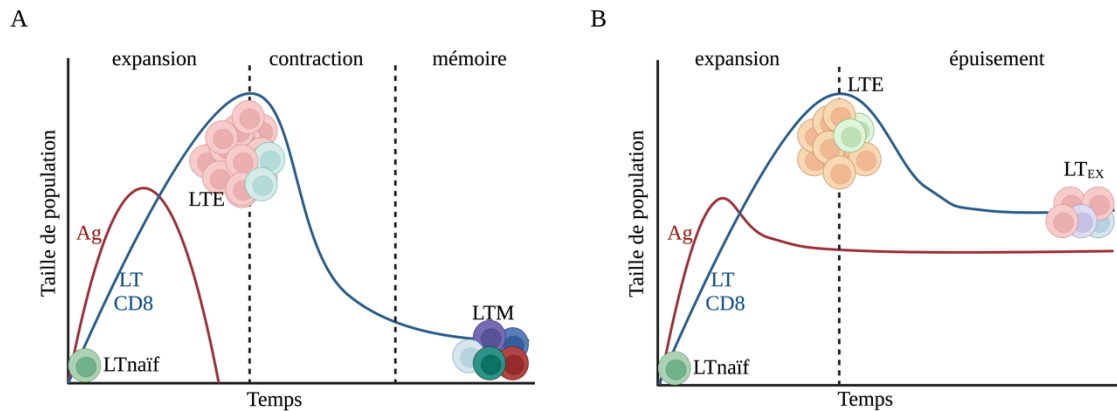 A
expansion
contraction
mémoire
Taille de population
LTE
Ag
LT
CD8
LTM
LTnaïf
Temps
B
expansion
épuisement
LTE
Taille de population
LTEX
Ag
LT
CD8
LTnaïf
Temps